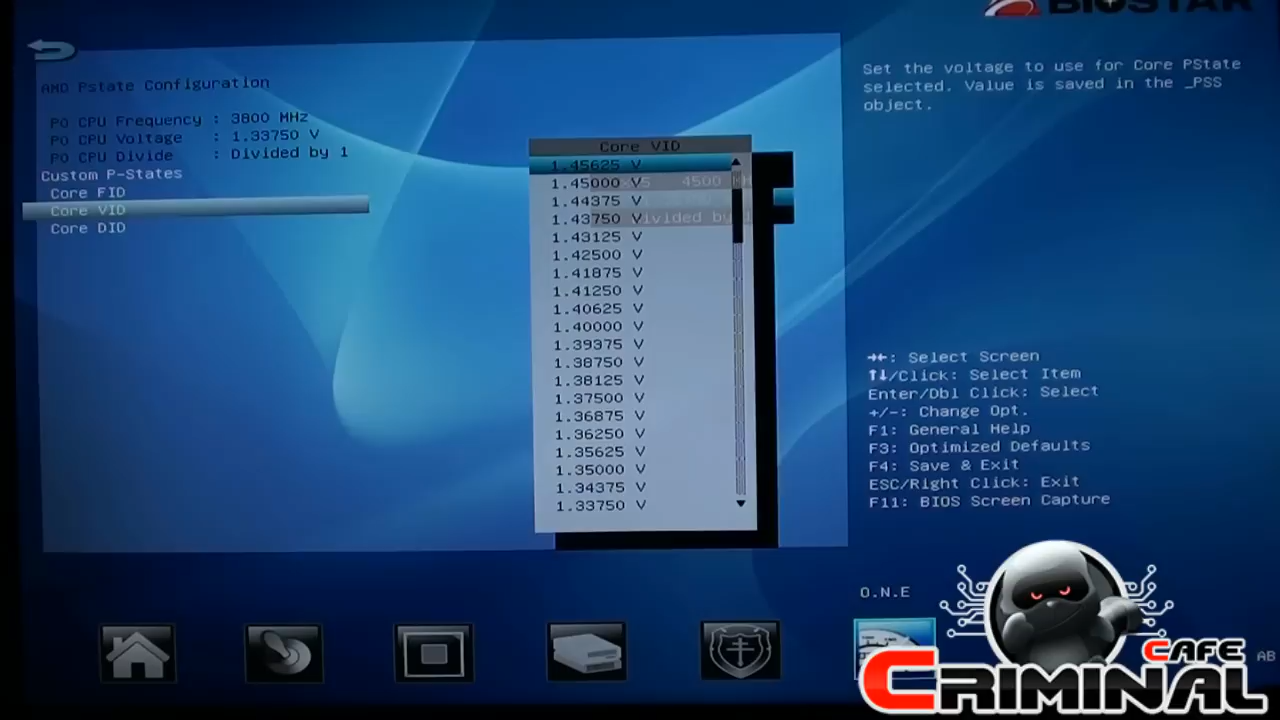 BIOSTAR
AMD Pstate Configuration
P0 CPU Frequency : 3800 MHz
P0 CPU Voltage : 1.33750 V
P0 CPU Divide : Divided by 1
Custom P-States
Core FID
Core VID
Core DID
Core VID
1.45625 V
1.45000 V
1.44375 V
1.43750 V
1.43125 V
1.42500 V
1.41875 V
1.41250 V
1.40625 V
1.40000 V
1.39375 V
1.38750 V
1.38125 V
1.37500 V
1.36875 V
1.36250 V
1.35625 V
1.35000 V
1.34375 V
1.33750 V
4500
Divided by 1
Set the voltage to use for Core PState
selected. Value is saved in the _PSS
object.
→←: Select Screen
↑↓/Click: Select Item
Enter/Dbl Click: Select
+/-: Change Opt.
F1: General Help
F3: Optimized Defaults
F4: Save & Exit
ESC/Right Click: Exit
F11: BIOS Screen Capture
O.N.E
AB
CAFE
CRIMINAL